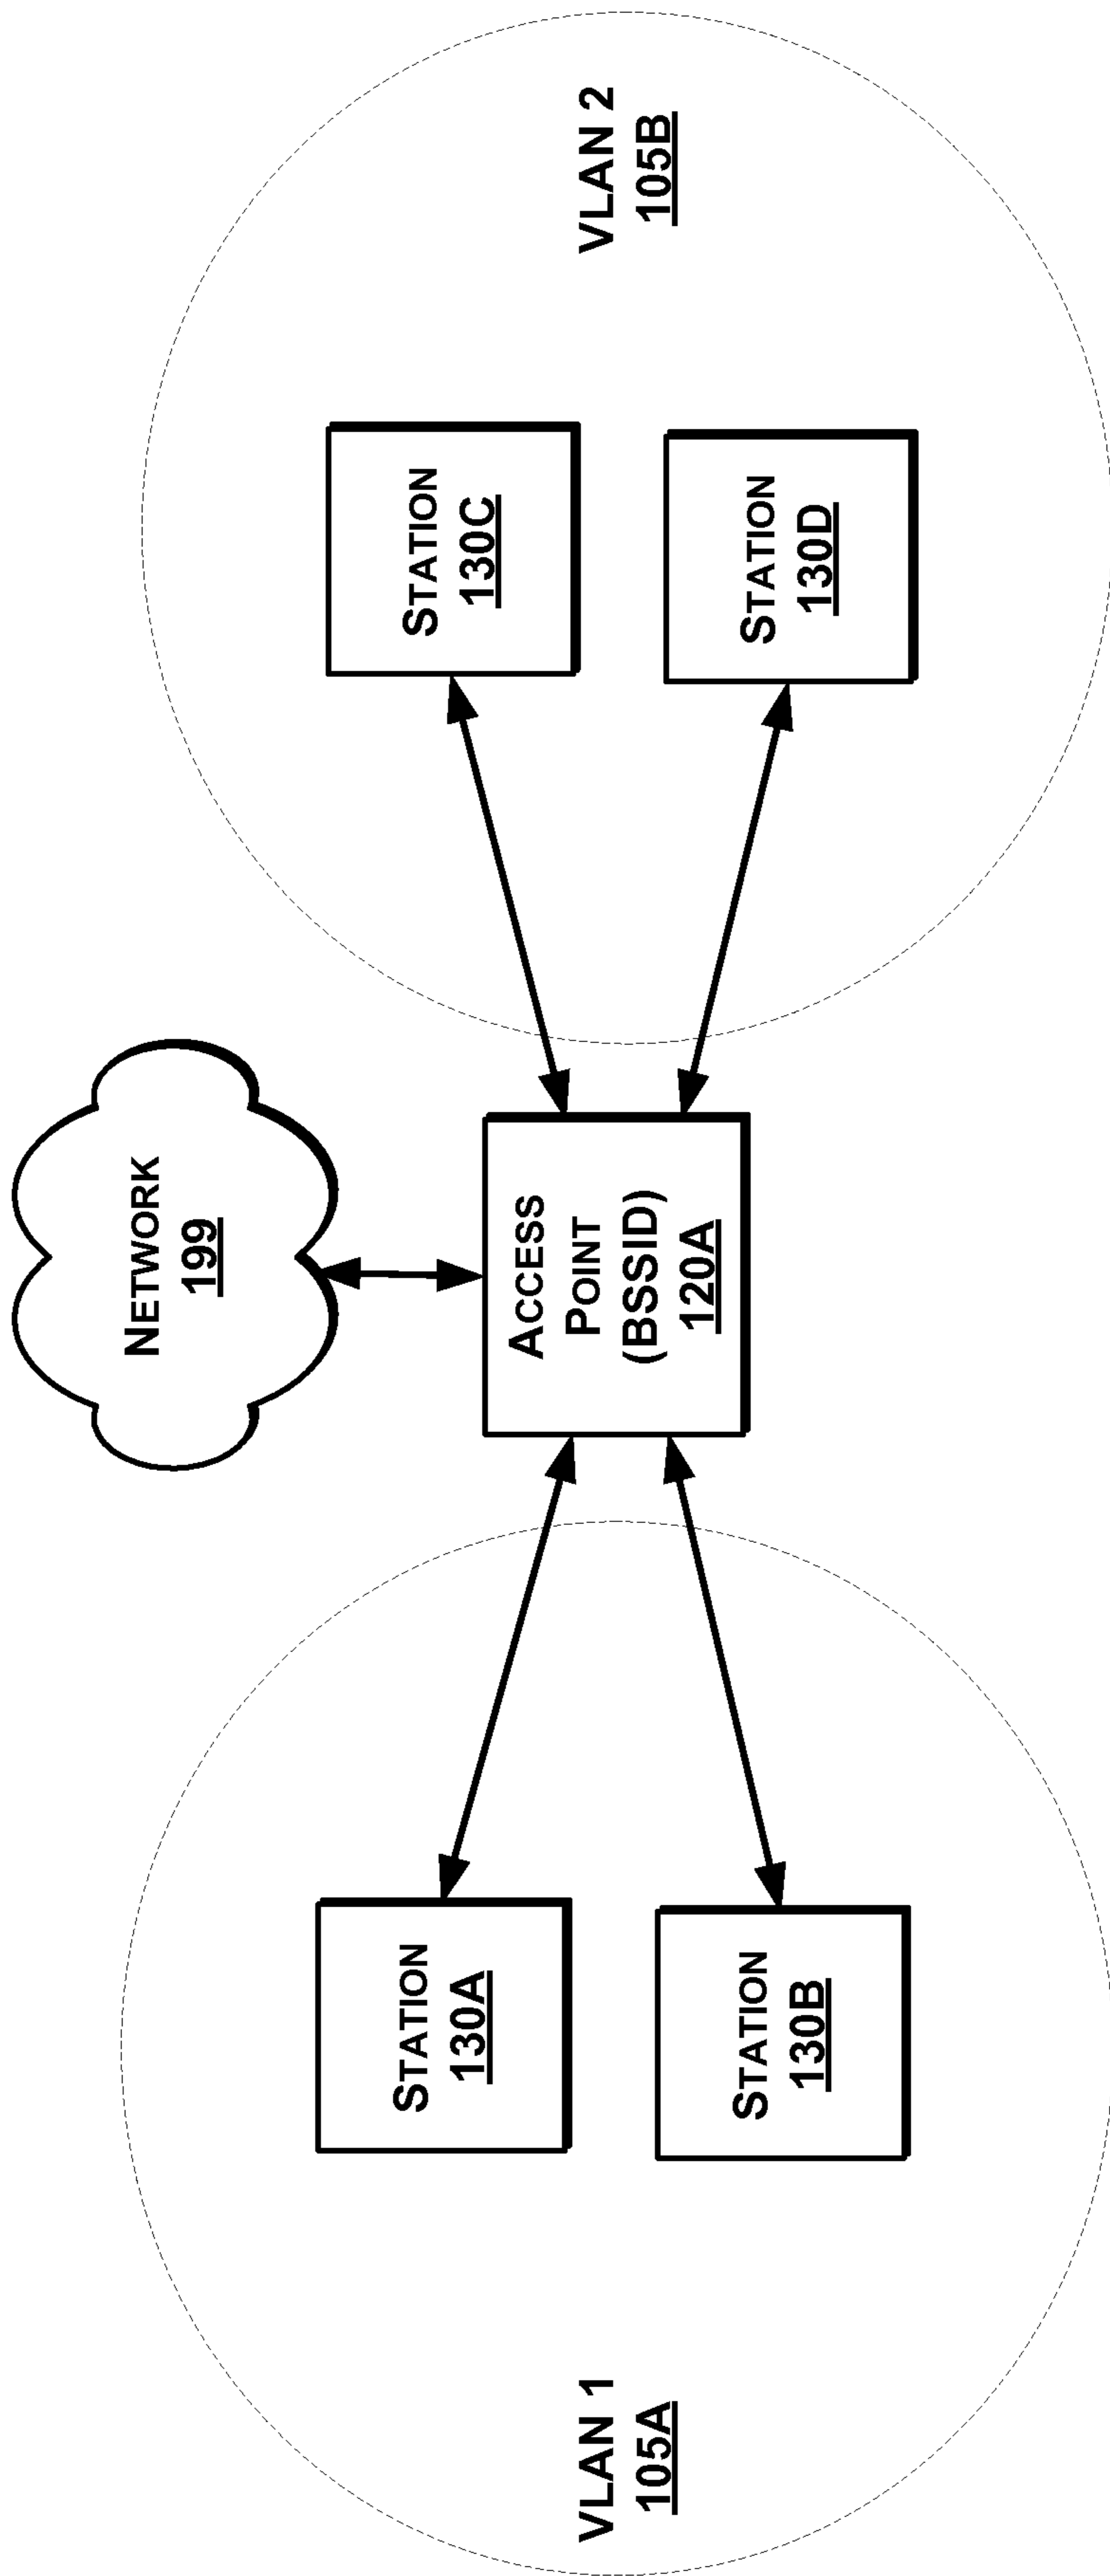 NETWORK
199
VLAN 1
105A
STATION
130A
STATION
130B
ACCESS
POINT
(BSSID)
120A
STATION
130C
STATION
130D
VLAN 2
105B